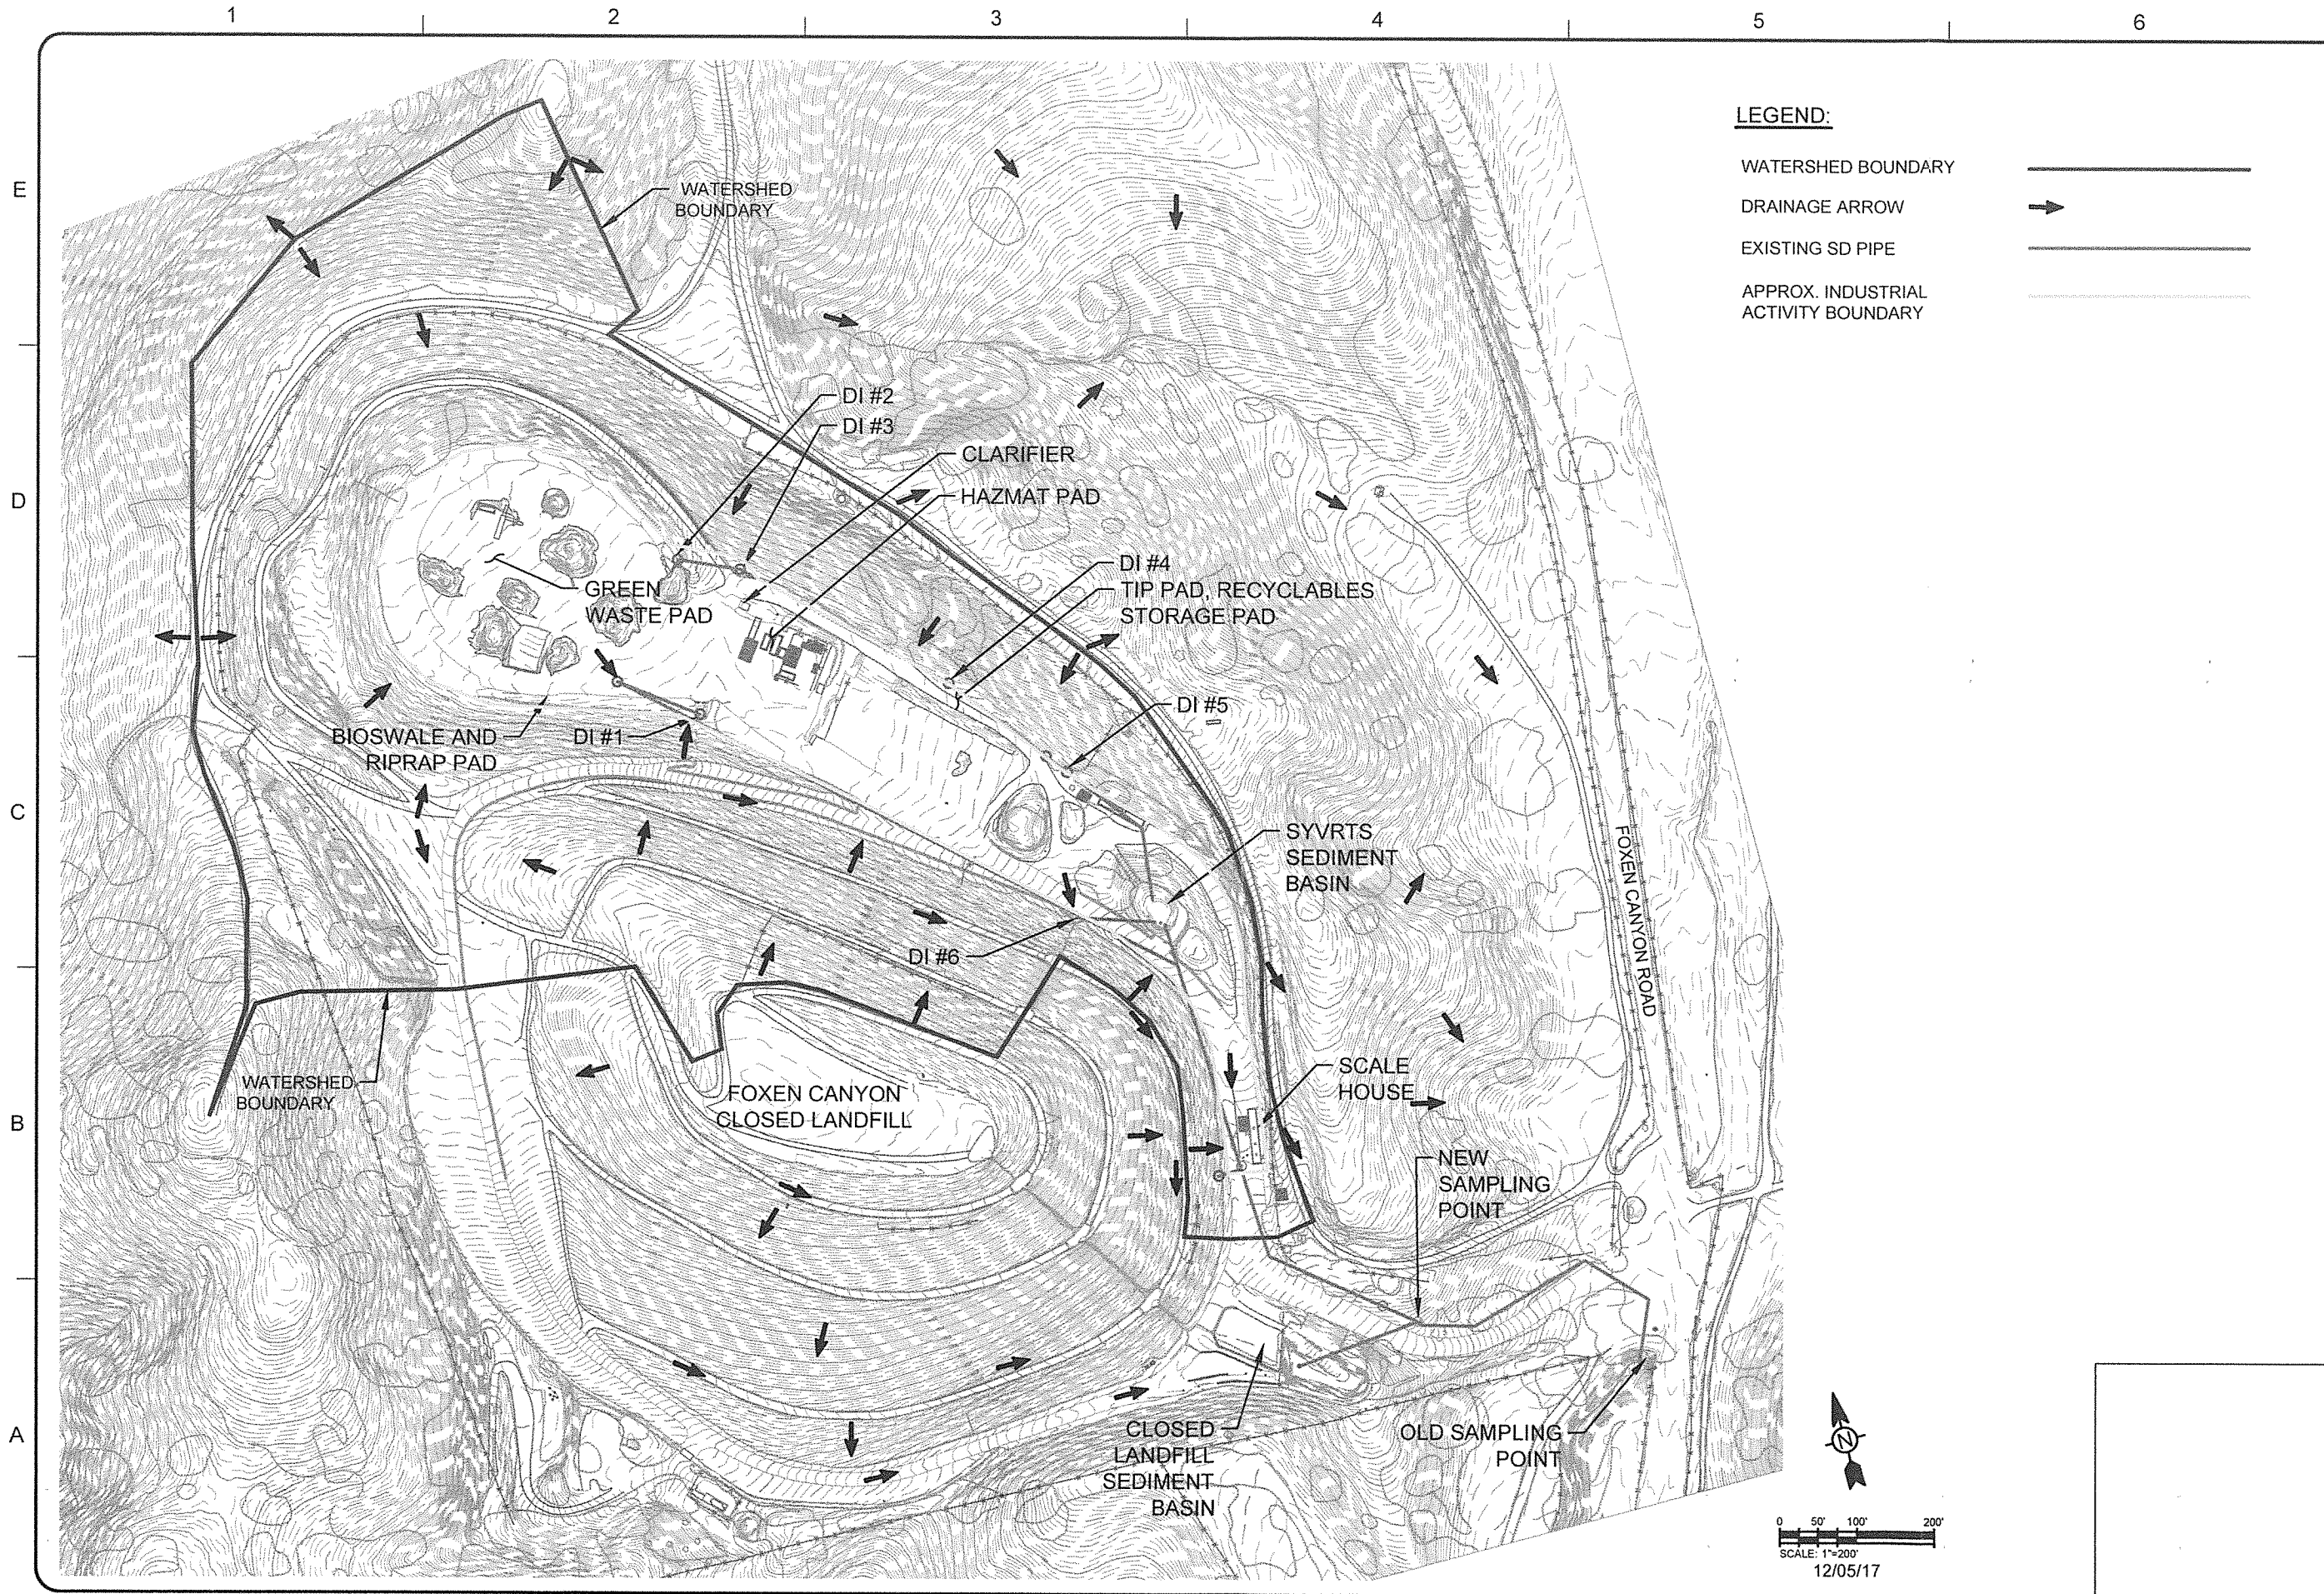 1
2
3
4
5
6
E
D
C
B
A
LEGEND:
WATERSHED BOUNDARY
DRAINAGE ARROW
EXISTING SD PIPE
APPROX. INDUSTRIAL
ACTIVITY BOUNDARY
WATERSHED
BOUNDARY
DI #2
DI #3
CLARIFIER
HAZMAT PAD
DI #4
TIP PAD, RECYCLABLES
STORAGE PAD
GREEN
WASTE PAD
DI #5
BIOSWALE AND
RIPRAP PAD
DI #1
SYVRTS
SEDIMENT
BASIN
FOXEN CANYON ROAD
DI #6
SCALE
HOUSE
WATERSHED
BOUNDARY
FOXEN CANYON
CLOSED LANDFILL
NEW
SAMPLING
POINT
CLOSED
LANDFILL
SEDIMENT
BASIN
OLD SAMPLING
POINT
N
0 50' 100' 200'
SCALE: 1"=200'
12/05/17